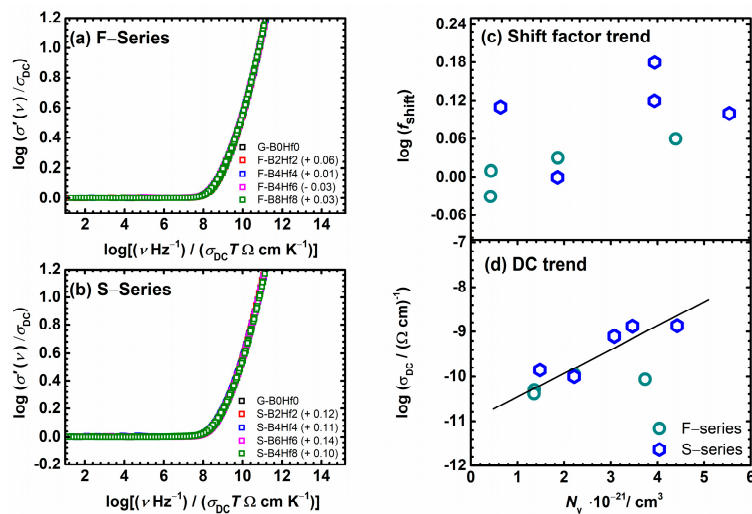 (a) F–Series
1.2
1.0
0.8
0.6
0.4
0.2
0.0
log (σ'(ν) /σDC)
G-B0Hf0
F-B2Hf2 (+ 0.06)
F-B4Hf4 (+ 0.01)
F-B4Hf6 (- 0.03)
F-B8Hf8 (+ 0.03)
2 4 6 8 10 12 14
log[(ν Hz⁻¹) / (σDC T Ω cm K⁻¹)]
(b) S–Series
1.2
1.0
0.8
0.6
0.4
0.2
0.0
-0.2
log (σ'(ν) /σDC)
G-B0Hf0
S-B2Hf2 (+ 0.12)
S-B4Hf4 (+ 0.11)
S-B6Hf6 (+ 0.14)
S-B4Hf8 (+ 0.10)
2 4 6 8 10 12 14
log[(ν Hz⁻¹) / (σDC T Ω cm K⁻¹)]
(c) Shift factor trend
0.24
0.18
0.12
0.06
0.00
-0.06
log (fshift)
(d) DC trend
-7
-8
-9
-10
-11
-12
log (σDC / (Ω cm)⁻¹)
F–series
S–series
0 1 2 3 4 5 6
Nv ·10⁻²¹/ cm³